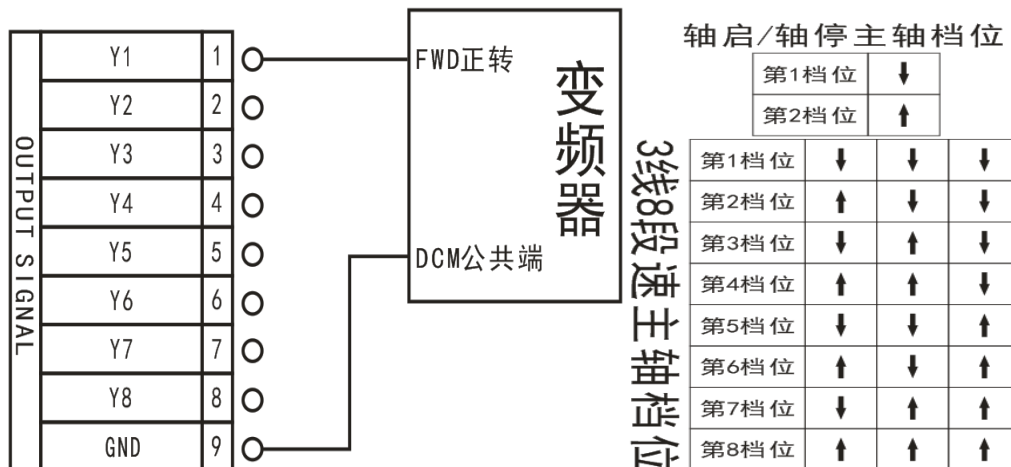 OUTPUT SIGNAL
Y1 1
Y2 2
Y3 3
Y4 4
Y5 5
Y6 6
Y7 7
Y8 8
GND 9
FWD正转
DCM公共端
变频器
轴启/轴停主轴档位
第1档位 ↓
第2档位 ↑
3线8段速主轴档位
第1档位 ↓ ↓ ↓
第2档位 ↑ ↓ ↓
第3档位 ↓ ↑ ↓
第4档位 ↑ ↑ ↓
第5档位 ↓ ↓ ↑
第6档位 ↑ ↓ ↑
第7档位 ↓ ↑ ↑
第8档位 ↑ ↑ ↑